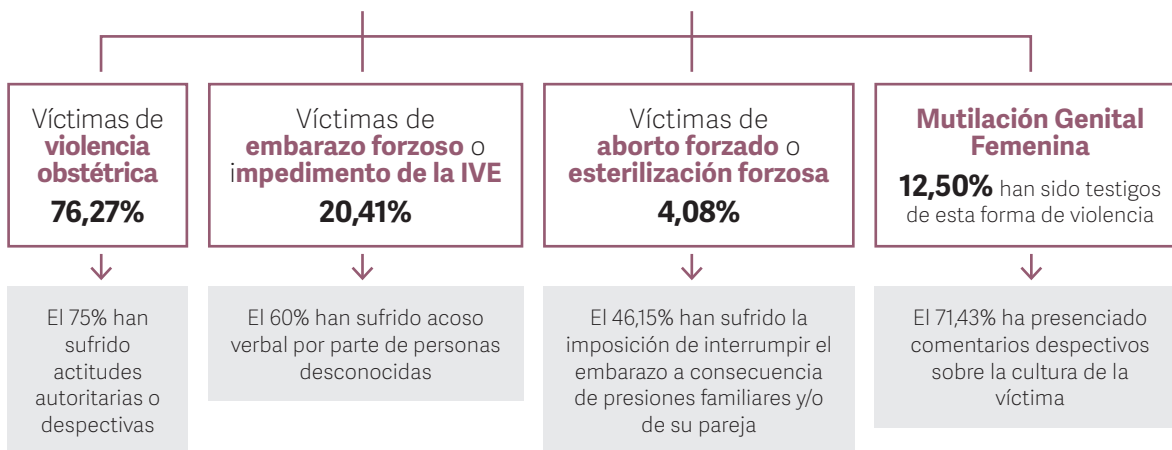 Víctimas de
violencia
obstétrica
76,27%
El 75% han
sufrido
actitudes
autoritarias o
despectivas
Víctimas de
embarazo forzoso o
impedimento de la IVE
20,41%
El 60% han sufrido acoso
verbal por parte de personas
desconocidas
Víctimas de
aborto forzado o
esterilización forzosa
4,08%
El 46,15% han sufrido la
imposición de interrumpir el
embarazo a consecuencia
de presiones familiares y/o
de su pareja
Mutilación Genital
Femenina
12,50% han sido testigos
de esta forma de violencia
El 71,43% ha presenciado
comentarios despectivos
sobre la cultura de la
víctima